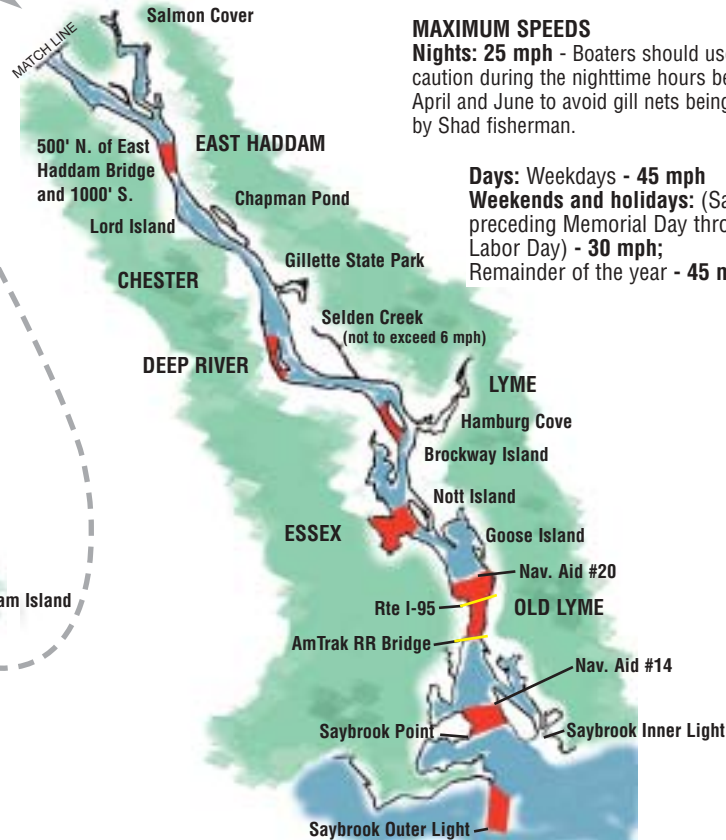 Salmon Cover
MATCH LINE
MAXIMUM SPEEDS
Nights: 25 mph - Boaters should use
caution during the nighttime hours
April and June to avoid gill nets being
by Shad fisherman.
500' N. of East
Haddam Bridge
and 1000' S.
EAST HADDAM
Days: Weekdays - 45 mph
Weekends and holidays:
preceding Memorial Day
Labor Day) - 30 mph;
Remainder of the year - 45
Chapman Pond
Lord Island
Gillette State Park
CHESTER
Selden Creek
(not to exceed 6 mph)
DEEP RIVER
LYME
Hamburg Cove
Brockway Island
Nott Island
ESSEX
Goose Island
Nav. Aid #20
Island
Rte I-95
OLD LYME
AmTrak RR Bridge
Nav. Aid #14
Saybrook Point
Saybrook Inner Light
Saybrook Outer Light